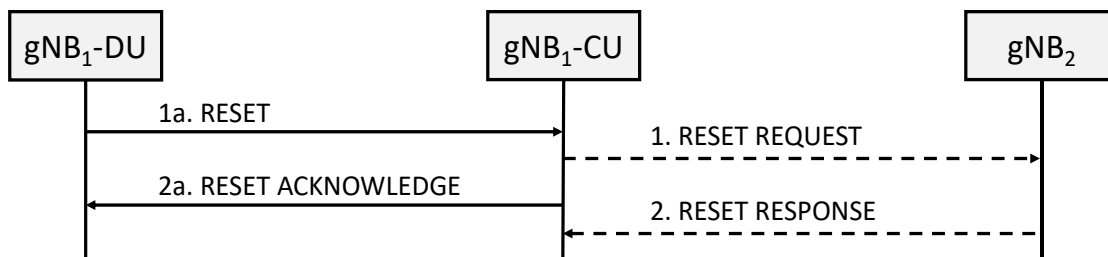 gNB₁-DU
gNB₁-CU
gNB₂
1a. RESET
1. RESET REQUEST
2a. RESET ACKNOWLEDGE
2. RESET RESPONSE